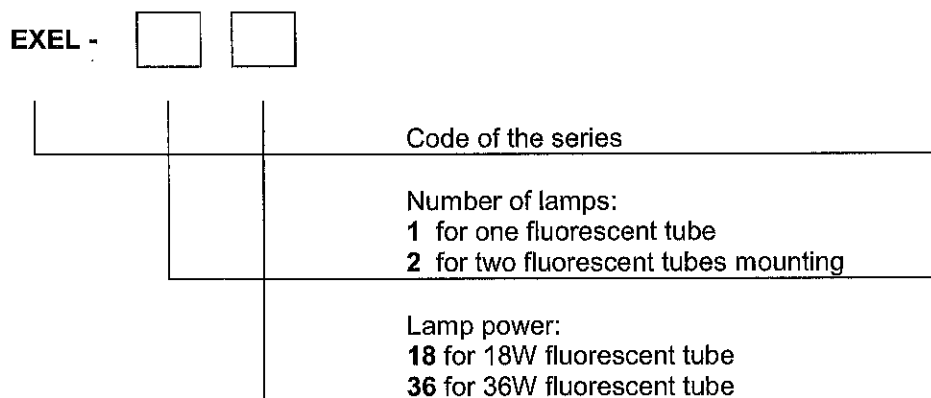 EXEL -
Code of the series
Number of lamps:
1 for one fluorescent tube
2 for two fluorescent tubes mounting
Lamp power:
18 for 18W fluorescent tube
36 for 36W fluorescent tube